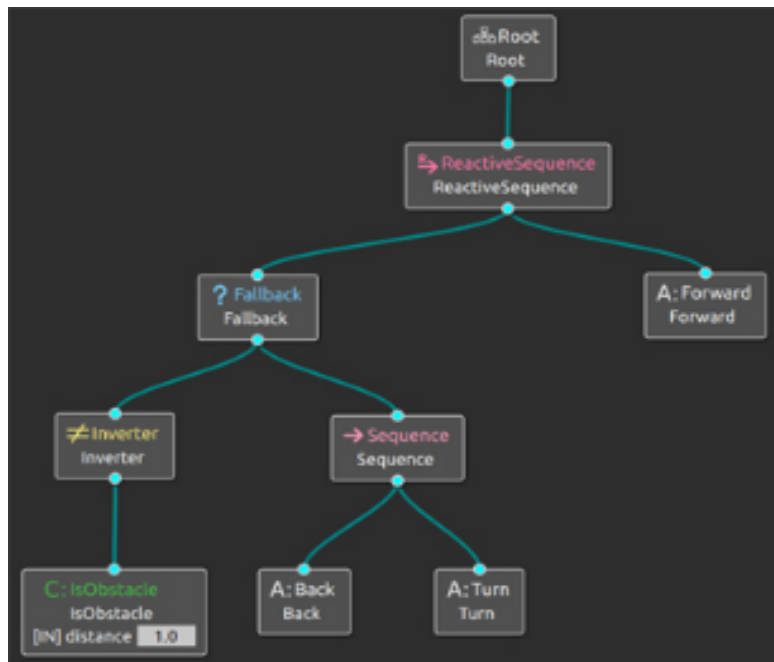 Root
Root
ReactiveSequence
ReactiveSequence
? Fallback
Fallback
A: Forward
Forward
Inverter
Inverter
Sequence
Sequence
C: IsObstacle
IsObstacle
[IN] distance 1.0
A: Back
Back
A: Turn
Turn